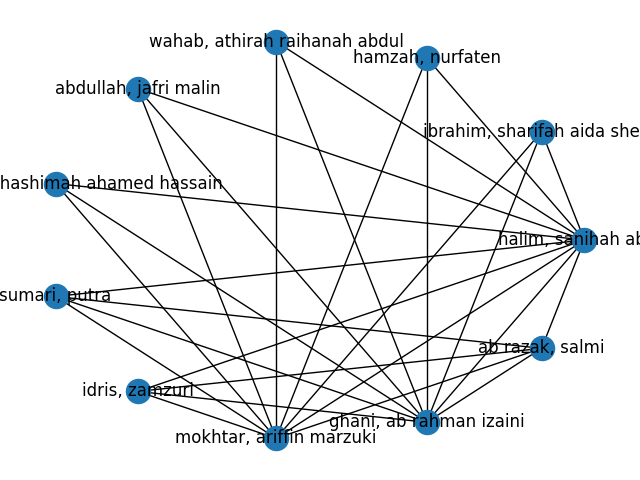 wahab, athirah raihanah abdul
hamzah, nurfaten
abdullah, jafri malin
ibrahim, sharifah aida she
hashimah ahamed hassain
halim, sanihah ab
sumari, putra
ab razak, salmi
idris, zamzuri
ghani, ab rahman izaini
mokhtar, ariffin marzuki